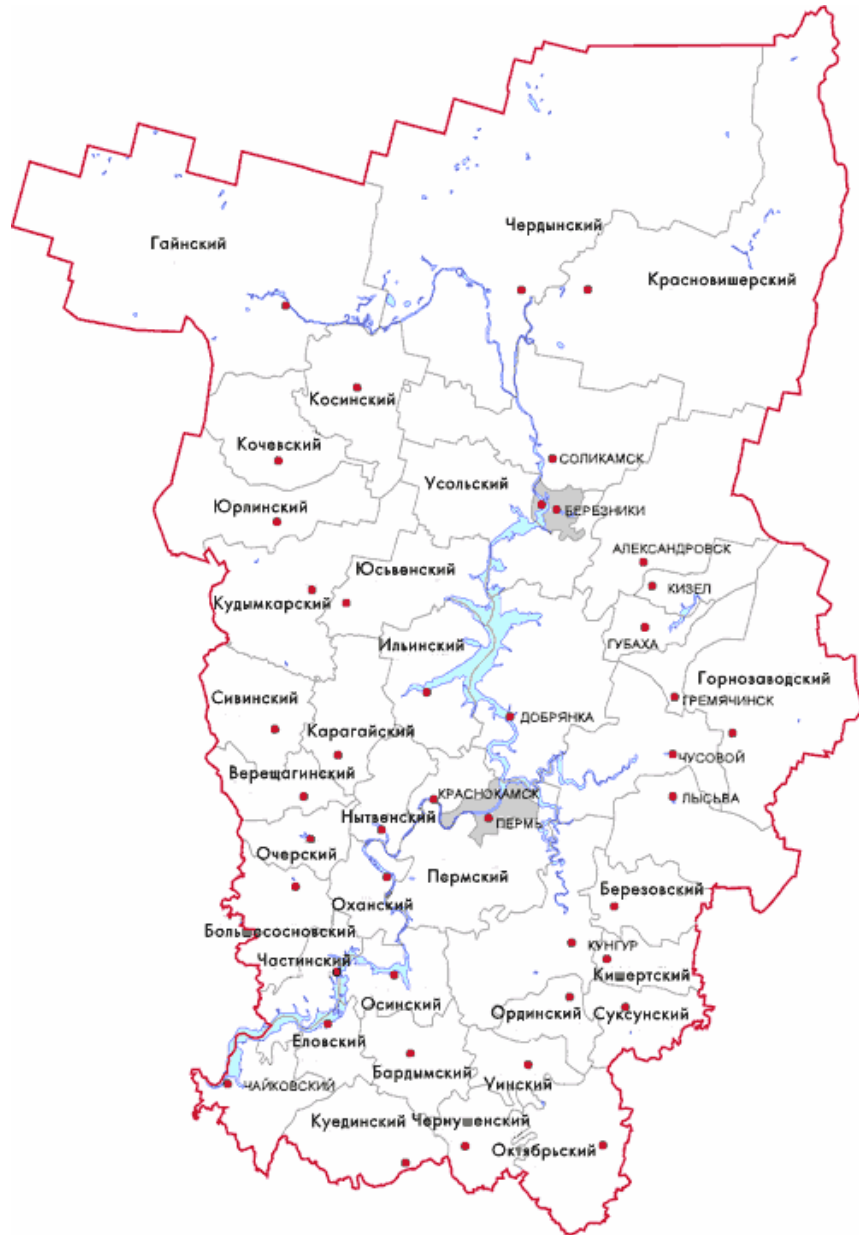 Чердынский
Гайнский
Красновишерский
Косинский
Кочевский
СОЛИКАМСК
Усольский
Юрлинский
БЕРЕЗНИКИ
АЛЕКСАНДРОВСК
Юсьвенский
КИЗЕЛ
Кудымкарский
ГУБАХА
Ильинский
Горнозаводский
Сивинский
ГРЕМЯЧИНСК
ДОБРЯНКА
Карагайский
ЧУСОВОЙ
Верещагинский
КРАСНОКАМСК
ЛЫСЬВА
Нытвенский
ПЕРМЬ
Очерский
Пермский
Березовский
Оханский
Большесосновский
КУНГУР
Частинский
Кишертский
Осинский
Ординский
Суксунский
Еловский
Бардымский
Уинский
ЧАЙКОВСКИЙ
Куединский
Чернушенский
Октябрьский